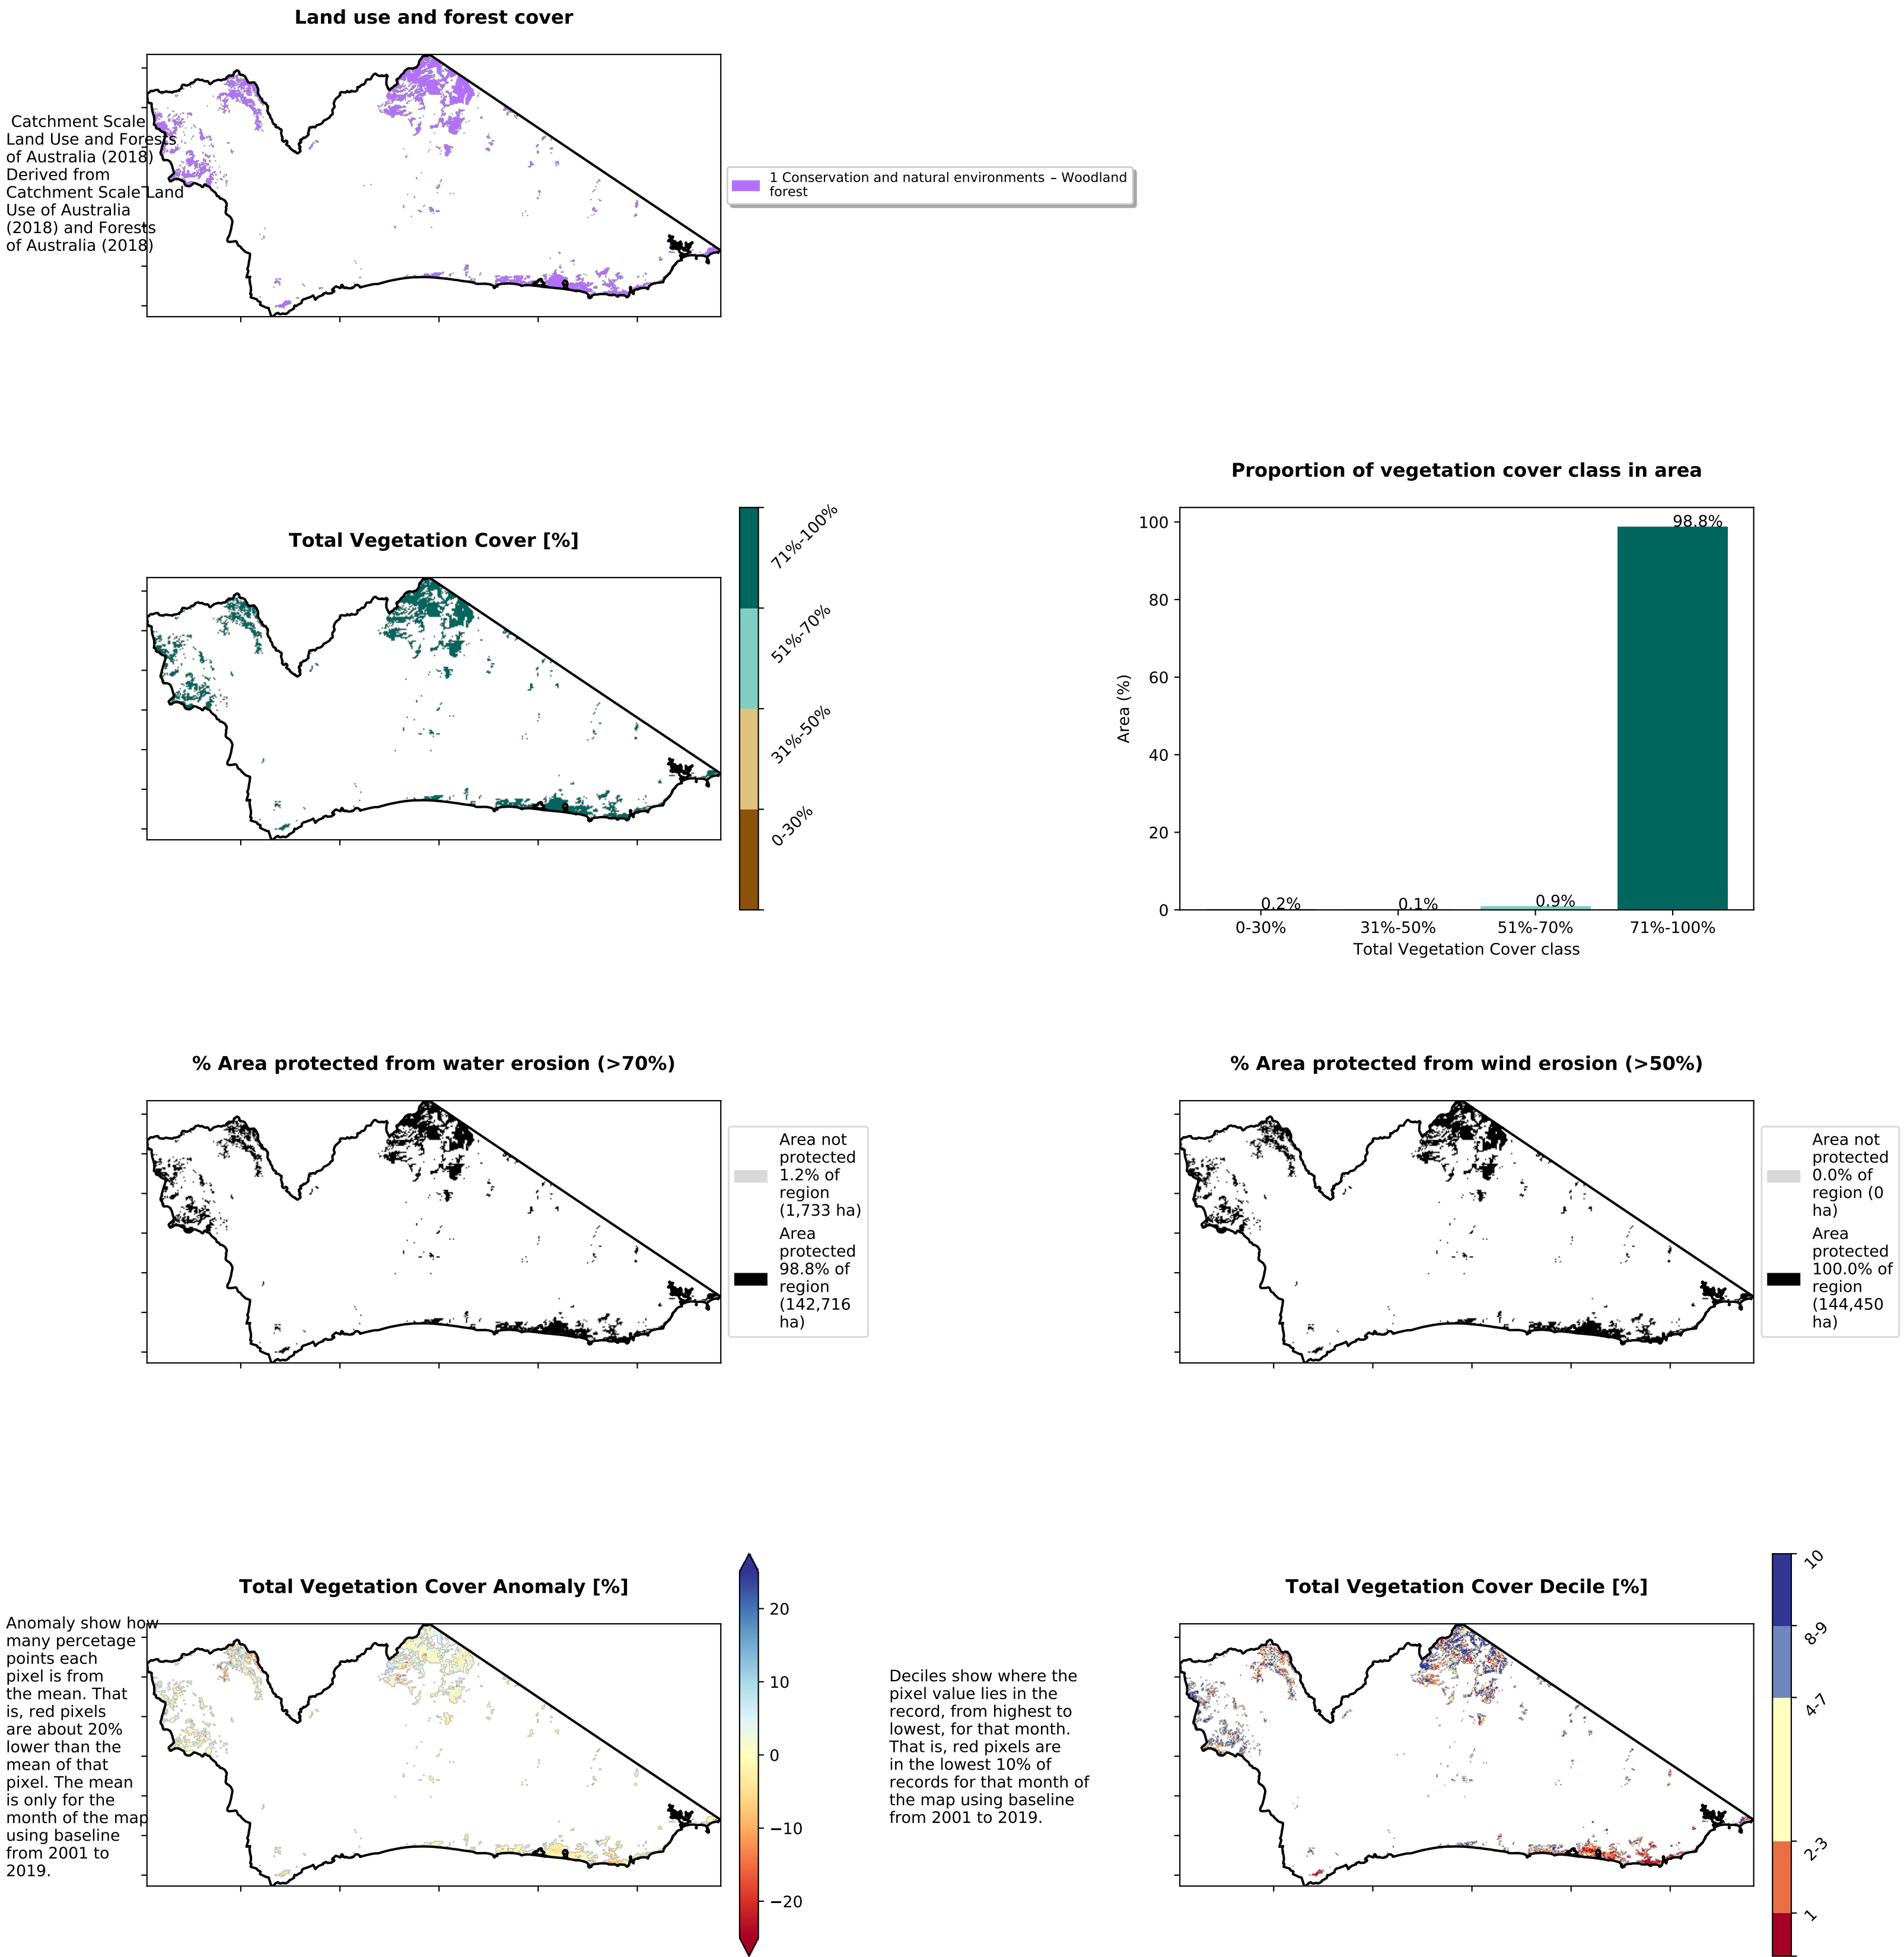 Land use and forest cover
Catchment Scale
Land Use and Forests
of Australia (2018)
Derived from
Catchment Scale Land
Use of Australia
(2018) and Forests
of Australia (2018)
1 Conservation and natural environments – Woodland
forest
Total Vegetation Cover [%]
71%-100%
51%-70%
31%-50%
0-30%
Proportion of vegetation cover class in area
Area (%)
100
80
60
40
20
0
0.2%
0.1%
0.9%
98.8%
0-30%
31%-50%
51%-70%
71%-100%
Total Vegetation Cover class
% Area protected from water erosion (>70%)
Area not
protected
1.2% of
region
(1,733 ha)
Area
protected
98.8% of
region
(142,716
ha)
% Area protected from wind erosion (>50%)
Area not
protected
0.0% of
region (0
ha)
Area
protected
100.0% of
region
(144,450
ha)
Total Vegetation Cover Anomaly [%]
Anomaly show how
many percetage
points each
pixel is from
the mean. That
is, red pixels
are about 20%
lower than the
mean of that
pixel. The mean
is only for the
month of the map
using baseline
from 2001 to
2019.
20
10
0
−10
−20
Total Vegetation Cover Decile [%]
Deciles show where the
pixel value lies in the
record, from highest to
lowest, for that month.
That is, red pixels are
in the lowest 10% of
records for that month of
the map using baseline
from 2001 to 2019.
10
8-9
4-7
2-3
1